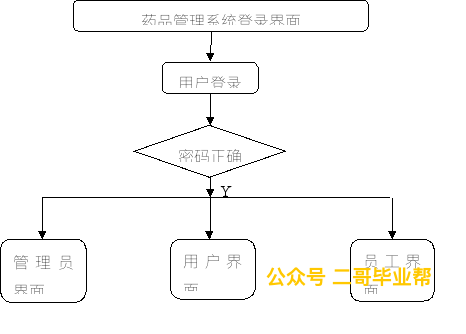 药品管理系统登录界面
用户登录
密码正确
Y
管理员
界面
用户界
面
员工界
面
公众号 二哥毕业帮